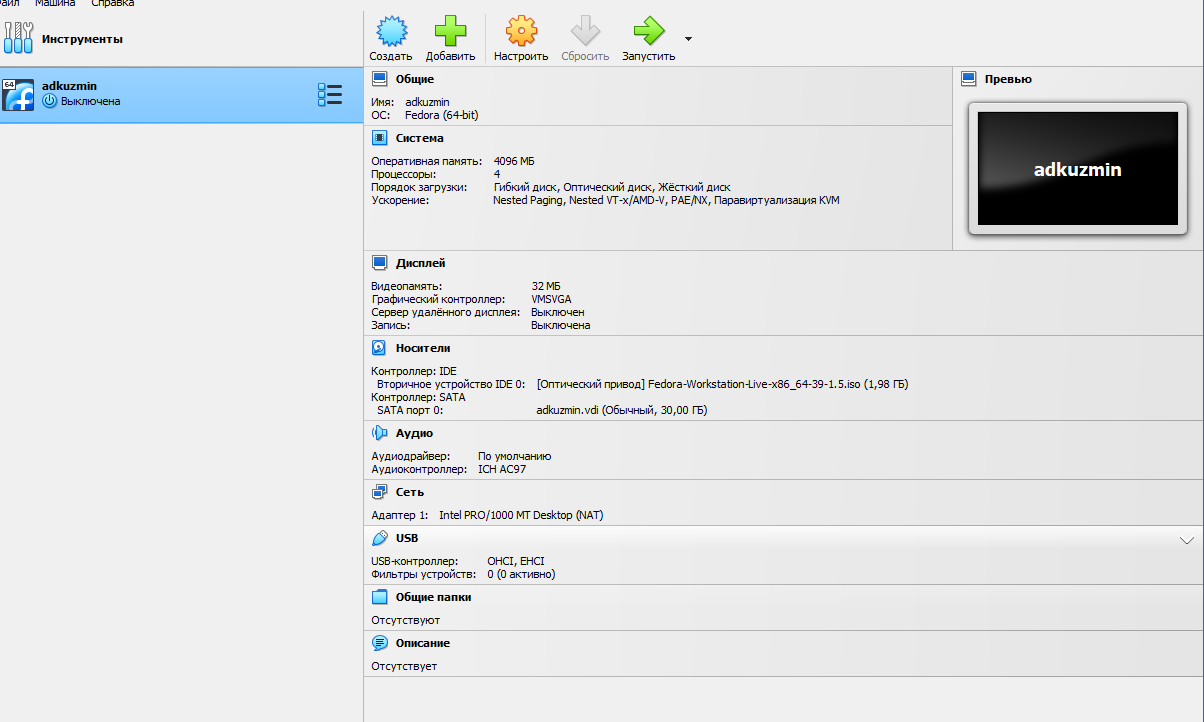 Файл Машина Справка
Инструменты
Создать Добавить Настроить Сбросить Запустить
64
adkuzmin
Выключена
Общие
Имя: adkuzmin
ОС: Fedora (64-bit)
Превью
adkuzmin
Система
Оперативная память: 4096 МБ
Процессоры: 4
Порядок загрузки: Гибкий диск, Оптический диск, Жёсткий диск
Ускорение: Nested Paging, Nested VT-x/AMD-V, PAE/NX, Паравиртуализация KVM
Дисплей
Видеопамять: 32 МБ
Графический контроллер: VMSVGA
Сервер удалённого дисплея: Выключен
Запись: Выключена
Носители
Контроллер: IDE
Вторичное устройство IDE 0: [Оптический привод] Fedora-Workstation-Live-x86_64-39-1.5.iso (1,98 ГБ)
Контроллер: SATA
SATA порт 0: adkuzmin.vdi (Обычный, 30,00 ГБ)
Аудио
Аудиодрайвер: По умолчанию
Аудиоконтроллер: ICH AC97
Сеть
Адаптер 1: Intel PRO/1000 MT Desktop (NAT)
USB
USB-контроллер: OHCI, EHCI
Фильтры устройств: 0 (0 активно)
Общие папки
Отсутствуют
Описание
Отсутствует